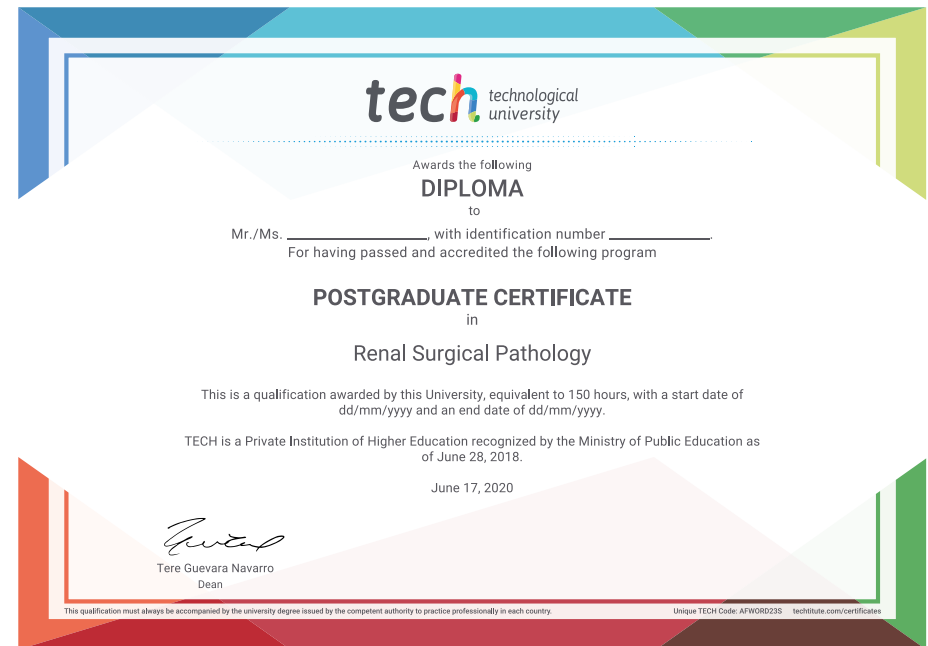 tech technological
university
Awards the following
DIPLOMA
to
Mr./Ms. ____________________, with identification number ______________.
For having passed and accredited the following program
POSTGRADUATE CERTIFICATE
in
Renal Surgical Pathology
This is a qualification awarded by this University, equivalent to 150 hours, with a start date of
dd/mm/yyyy and an end date of dd/mm/yyyy.
TECH is a Private Institution of Higher Education recognized by the Ministry of Public Education as
of June 28, 2018.
June 17, 2020
Tere Guevara Navarro
Dean
This qualification must always be accompanied by the university degree issued by the competent authority to practice professionally in each country.
Unique TECH Code: AFWORD23S techtitute.com/certificates